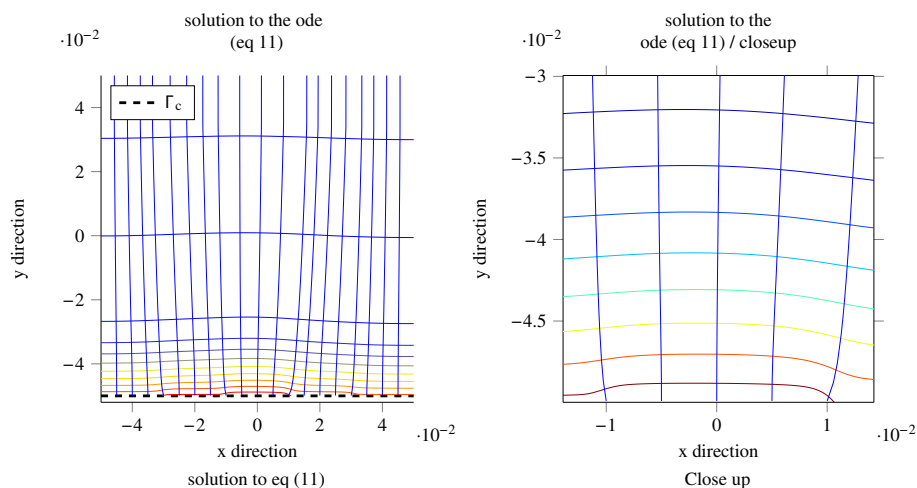 solution to the ode
(eq 11)
·10⁻²
Γc
4
2
0
−2
−4
y direction
−4
−2
0
2
4
·10⁻²
x direction
solution to eq (11)
solution to the
ode (eq 11) / closeup
·10⁻²
−3
−3.5
−4
−4.5
y direction
−1
0
1
·10⁻²
x direction
Close up